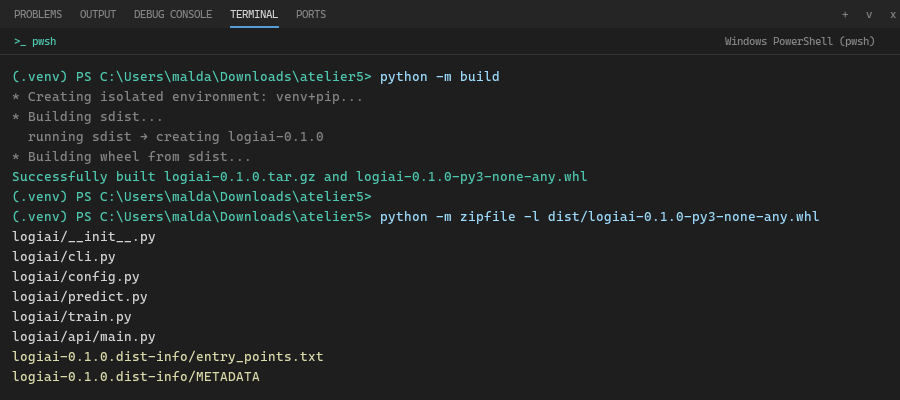 PROBLEMS OUTPUT DEBUG CONSOLE TERMINAL PORTS + v x
>_ pwsh Windows PowerShell (pwsh)
(.venv) PS C:\Users\malda\Downloads\atelier5> python -m build
* Creating isolated environment: venv+pip...
* Building sdist...
  running sdist → creating logiai-0.1.0
* Building wheel from sdist...
Successfully built logiai-0.1.0.tar.gz and logiai-0.1.0-py3-none-any.whl
(.venv) PS C:\Users\malda\Downloads\atelier5>
(.venv) PS C:\Users\malda\Downloads\atelier5> python -m zipfile -l dist/logiai-0.1.0-py3-none-any.whl
logiai/__init__.py
logiai/cli.py
logiai/config.py
logiai/predict.py
logiai/train.py
logiai/api/main.py
logiai-0.1.0.dist-info/entry_points.txt
logiai-0.1.0.dist-info/METADATA